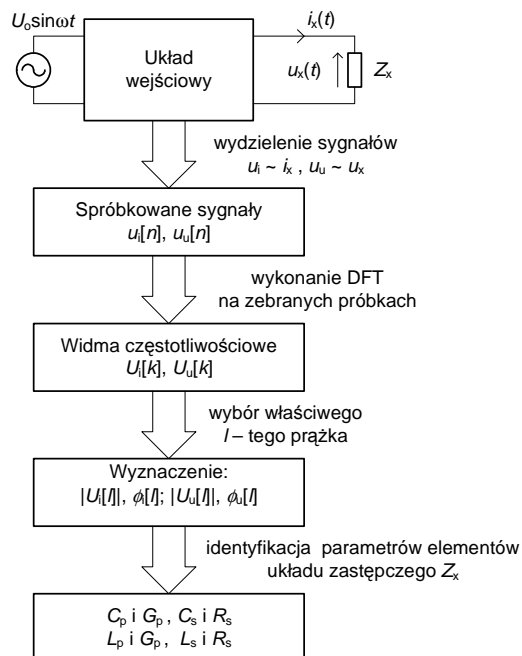 U₀sinωt
iₓ(t)
Układ
wejściowy
uₓ(t)
Zₓ
wydzielenie sygnałów
uᵢ ~ iₓ , uᵤ ~ uₓ
Spróbkowane sygnały
uᵢ[n], uᵤ[n]
wykonanie DFT
na zebranych próbkach
Widma częstotliwościowe
Uᵢ[k], Uᵤ[k]
wybór właściwego
l – tego prążka
Wyznaczenie:
|Uᵢ[l]|, ϕᵢ[l]; |Uᵤ[l]|, ϕᵤ[l]
identyfikacja parametrów elementów
układu zastępczego Zₓ
Cₚ i Gₚ , Cₛ i Rₛ
Lₚ i Gₚ , Lₛ i Rₛ